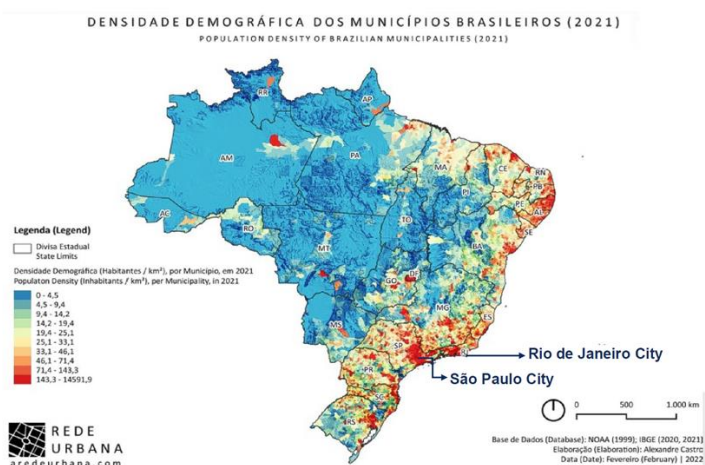 DENSIDADE DEMOGRÁFICA DOS MUNICÍPIOS BRASILEIROS (2021)
POPULATION DENSITY OF BRAZILIAN MUNICIPALITIES (2021)
RR
AP
AM
PA
MA
CE
RN
PB
PE
AL
SE
PI
AC
RO
TO
BA
MT
GO
DF
MG
ES
MS
SP
RJ
PR
SC
RS
Rio de Janeiro City
São Paulo City
Legenda (Legend)
Divisa Estadual
State Limits
Densidade Demográfica (Habitantes / km²), por Município, em 2021
Populaton Density (Inhabitants / km²), per Municipality, in 2021
0 - 4,5
4,5 - 9,4
9,4 - 14,2
14,2 - 19,4
19,4 - 25,1
25,1 - 33,1
33,1 - 46,1
46,1 - 71,4
71,4 - 143,3
143,3 - 14591,9
0 500 1.000 km
REDE
URBANA
aredeurbana.com
Base de Dados (Database): NOAA (1999); IBGE (2020, 2021)
Elaboração (Elaboration): Alexandre Castro
Data (Date): Fevereiro (February) | 2022